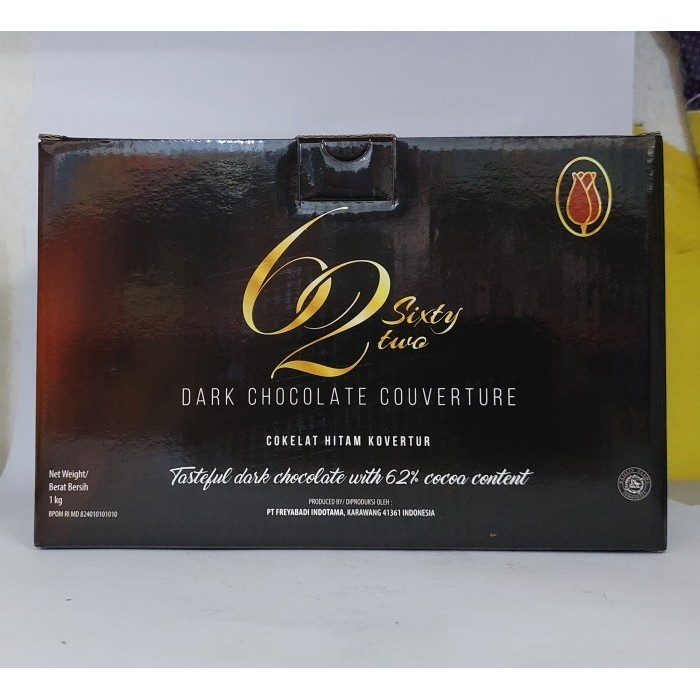 62 Sixty
two
DARK CHOCOLATE COUVERTURE
COKELAT HITAM KOVERTUR
Tasteful dark chocolate with 62% cocoa content
Net Weight/
Berat Bersih
1 kg
BPOM RI MD 824010101010
PRODUCED BY/ DIPRODUKSI OLEH :
PT FREYABADI INDOTAMA, KARAWANG 41361 INDONESIA